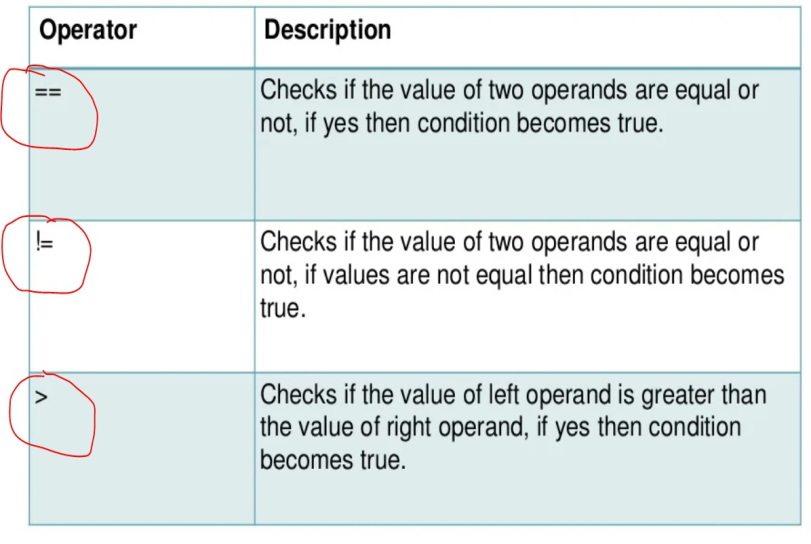 Operator Description
== Checks if the value of two operands are equal or
not, if yes then condition becomes true.
!= Checks if the value of two operands are equal or
not, if values are not equal then condition becomes
true.
> Checks if the value of left operand is greater than
the value of right operand, if yes then condition
becomes true.